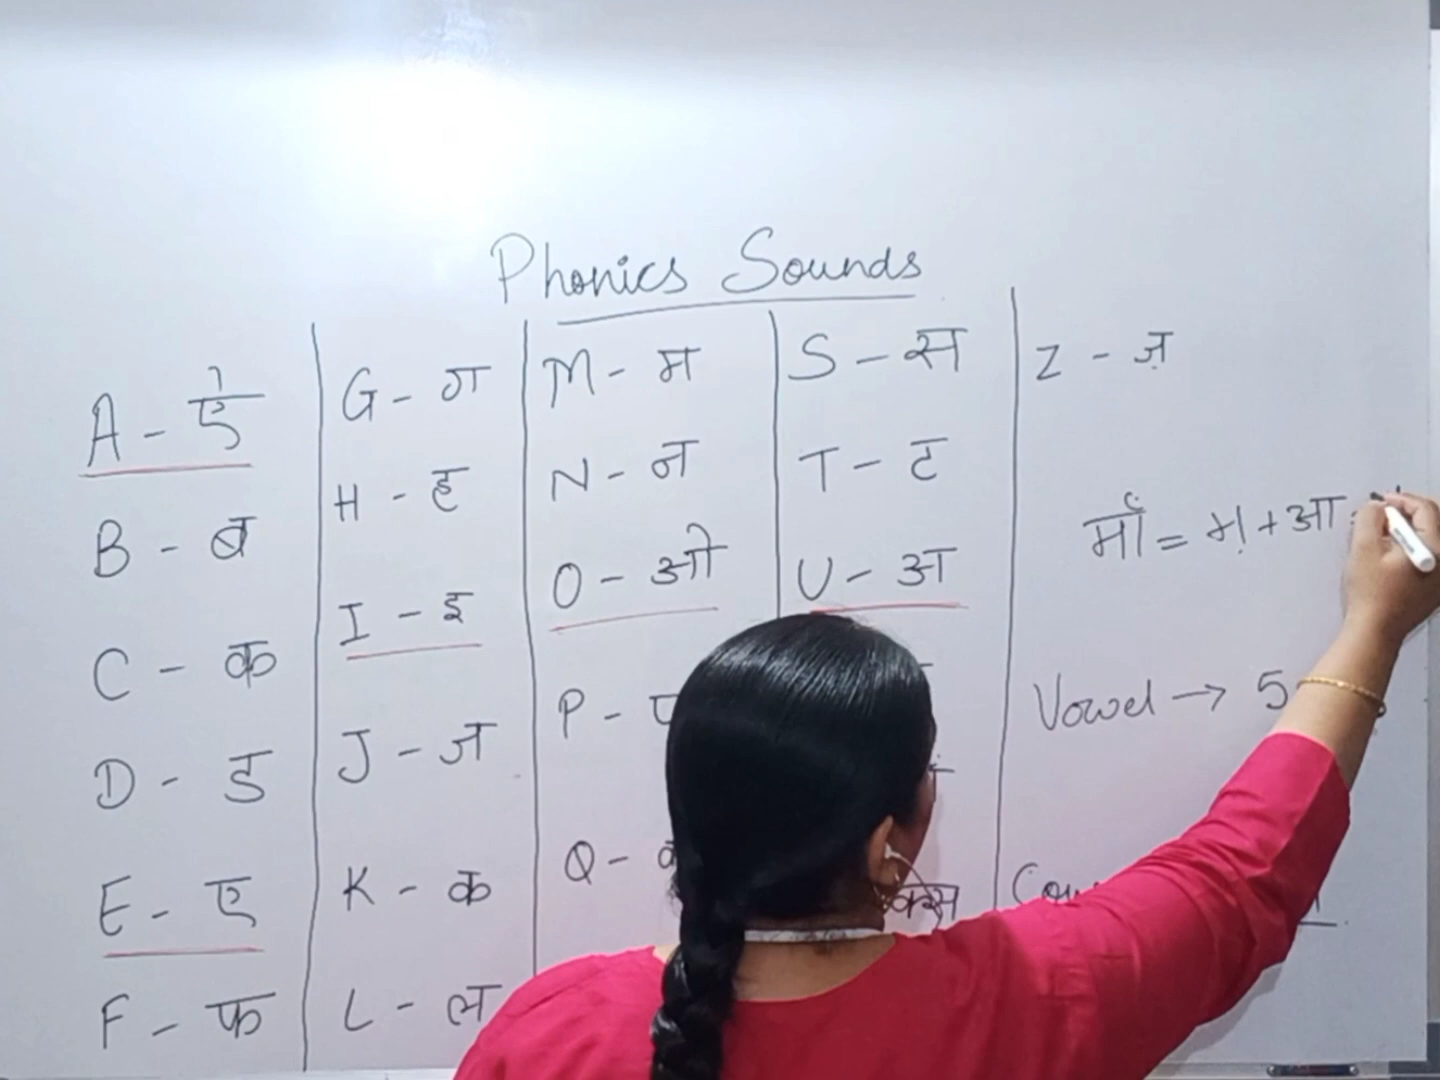 Phonics Sounds
A - ऐ
B - ब
C - क
D - ड
E - ए
F - फ
G - ग
H - ह
I - इ
J - ज
K - क
L - ल
M - म
N - न
O - ओ
P -
Q -
S - स
T - ट
U - अ
क्स
Z - ज़
माँ = म् + आ
Vowel → 5